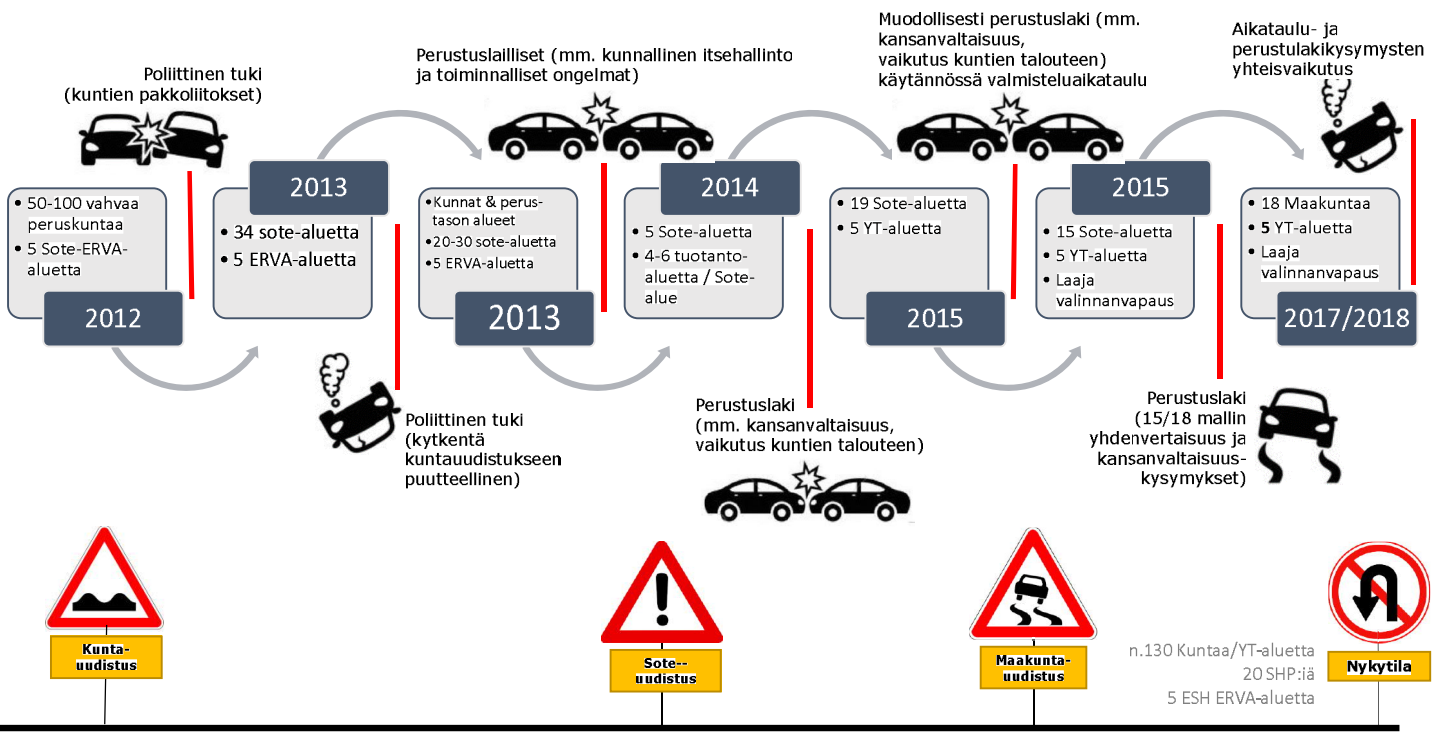 Poliittinen tuki
(kuntien pakkoliitokset)
Perustuslailliset (mm. kunnallinen itsehallinto
ja toiminnalliset ongelmat)
Muodollisesti perustuslaki (mm.
kansanvaltaisuus,
vaikutus kuntien talouteen)
käytännössä valmisteluaikataulu
Aikataulu- ja
perustulakikysymysten
yhteisvaikutus
• 50-100 vahvaa
peruskuntaa
• 5 Sote-ERVA-
aluetta
2012
2013
• 34 sote-aluetta
• 5 ERVA-aluetta
•Kunnat & perus-
tason alueet
•20-30 sote-aluetta
•5 ERVA-aluetta
2013
2014
• 5 Sote-aluetta
• 4-6 tuotanto-
aluetta / Sote-
alue
• 19 Sote-aluetta
• 5 YT-aluetta
2015
2015
• 15 Sote-aluetta
• 5 YT-aluetta
• Laaja
valinnanvapaus
• 18 Maakuntaa
• 5 YT-aluetta
• Laaja
valinnanvapaus
2017/2018
Poliittinen tuki
(kytkentä
kuntauudistukseen
puutteellinen)
Perustuslaki
(mm. kansanvaltaisuus,
vaikutus kuntien talouteen)
Perustuslaki
(15/18 mallin
yhdenvertaisuus ja
kansanvaltaisuus-
kysymykset)
Kunta-
uudistus
Sote--
uudistus
Maakunta-
uudistus
n.130 Kuntaa/YT-aluetta
20 SHP:iä
5 ESH ERVA-aluetta
Nykytila